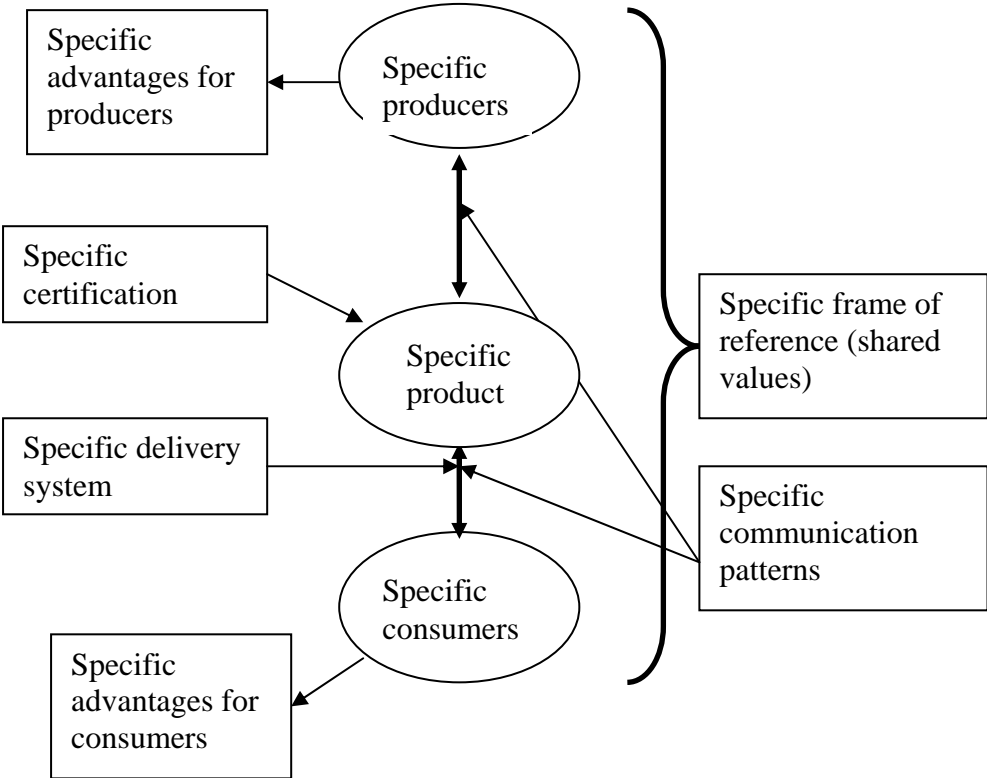 Specific
advantages for
producers
Specific
producers
Specific
certification
Specific
product
Specific frame of
reference (shared
values)
Specific delivery
system
Specific
communication
patterns
Specific
consumers
Specific
advantages for
consumers